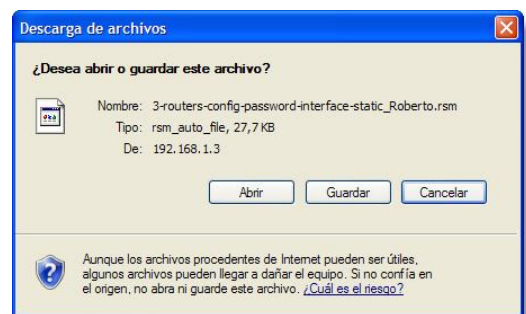 Descarga de archivos
¿Desea abrir o guardar este archivo?
Nombre: 3-routers-config-password-interface-static_Roberto.rsm
Tipo: rsm_auto_file, 27,7 KB
De: 192.168.1.3
Abrir Guardar Cancelar
Aunque los archivos procedentes de Internet pueden ser útiles,
algunos archivos pueden llegar a dañar el equipo. Si no confía en
el origen, no abra ni guarde este archivo. ¿Cuál es el riesgo?